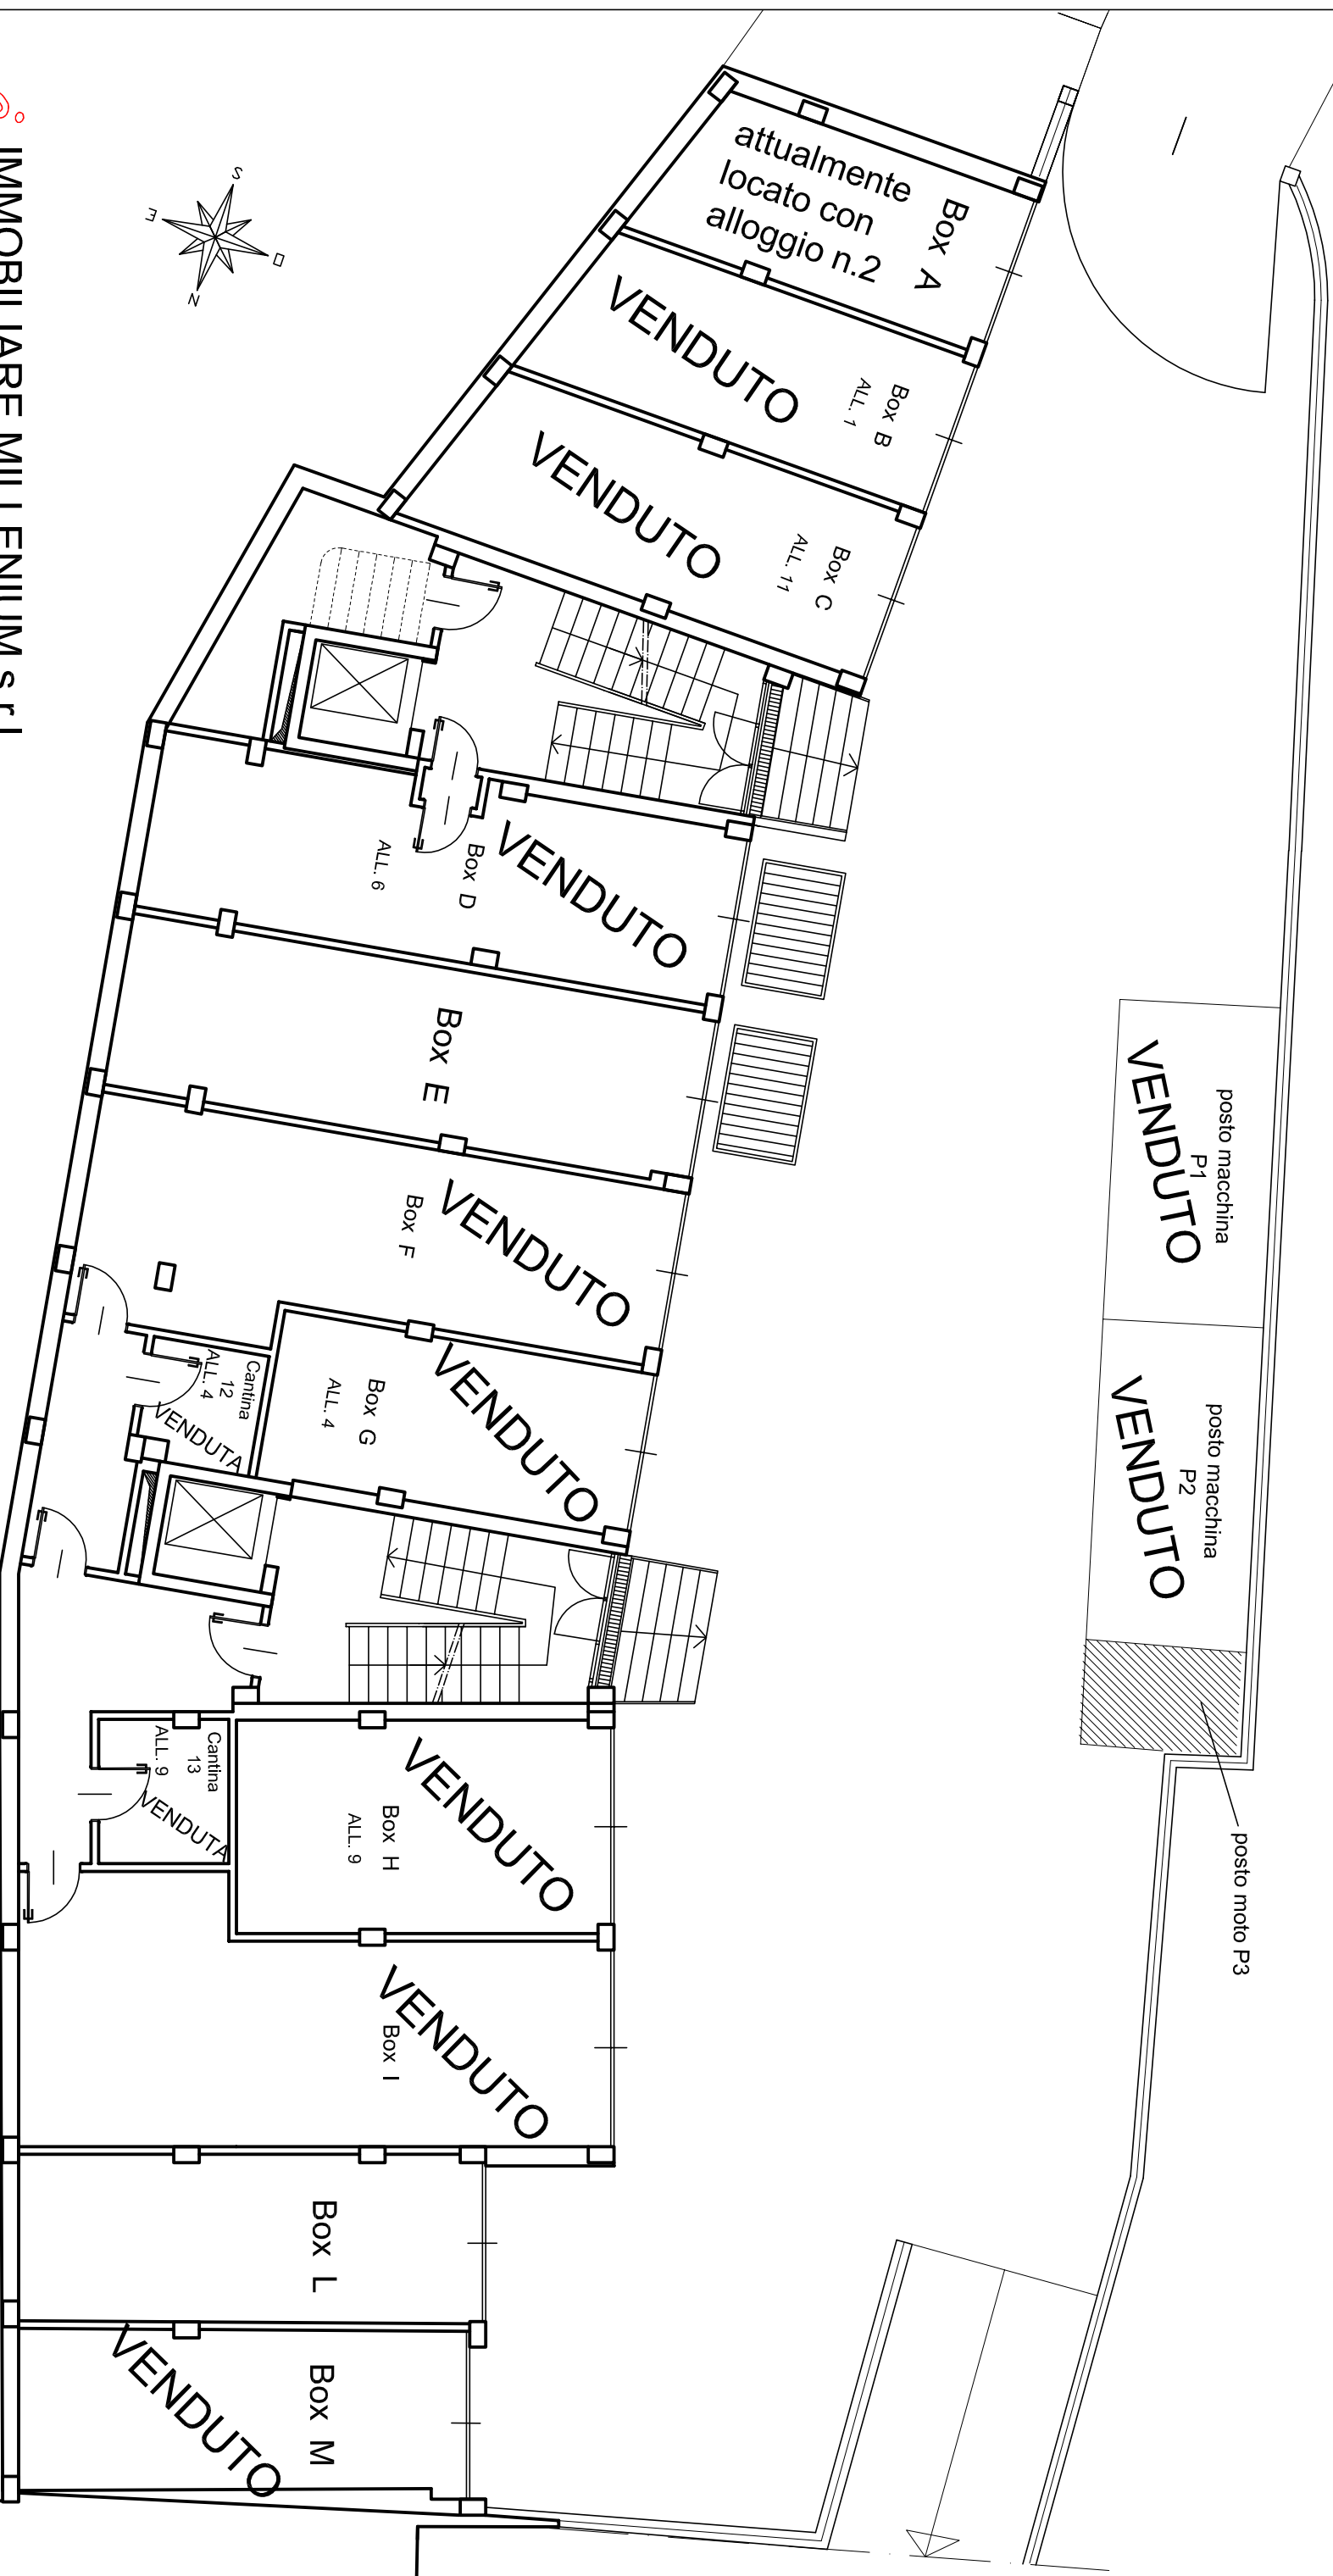 IMMOBILIARE MILLENIUM s r l
S
E
O
N
attualmente
locato con
alloggio n.2
Box A
VENDUTO
Box B
ALL. 1
VENDUTO
Box C
ALL. 11
VENDUTO
Box D
ALL. 6
Box E
VENDUTO
Box F
VENDUTO
Box G
ALL. 4
Cantina
12
ALL. 4
VENDUTA
posto macchina
P1
VENDUTO
posto macchina
P2
VENDUTO
posto moto P3
Cantina
13
ALL. 9
VENDUTA
VENDUTO
Box H
ALL. 9
VENDUTO
Box I
Box L
VENDUTO
Box M